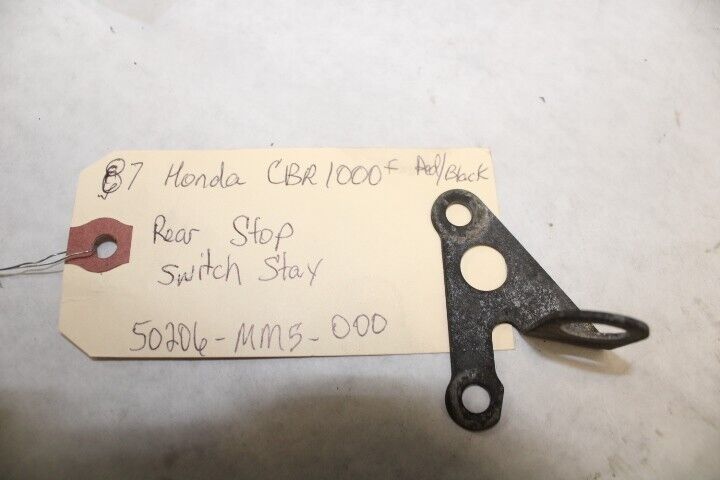 87 Honda CBR1000F Red/Black
Rear Stop
Switch Stay
50206-MM5-000